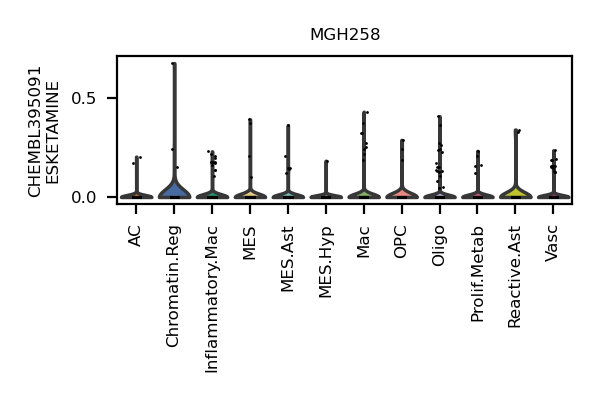 MGH258
CHEMBL395091
ESKETAMINE
0.5
0.0
AC
Chromatin.Reg
Inflammatory.Mac
MES
MES.Ast
MES.Hyp
Mac
OPC
Oligo
Prolif.Metab
Reactive.Ast
Vasc